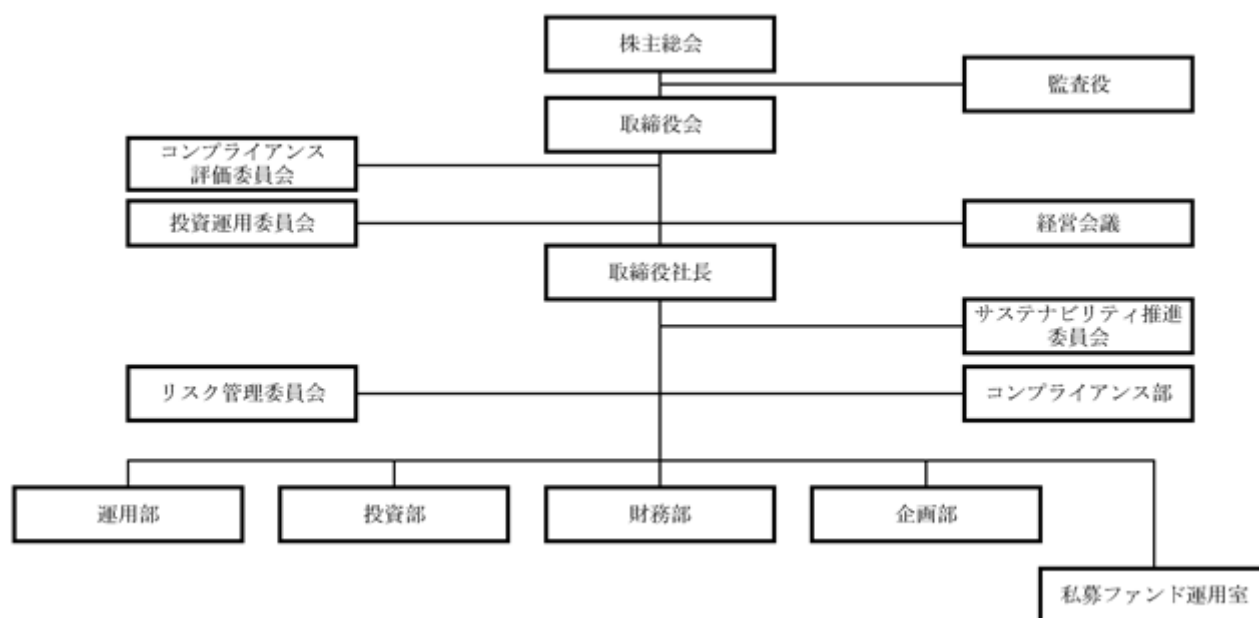 株主総会
監査役
取締役会
コンプライアンス
評価委員会
投資運用委員会
経営会議
取締役社長
サステナビリティ推進
委員会
リスク管理委員会
コンプライアンス部
運用部
投資部
財務部
企画部
私募ファンド運用室